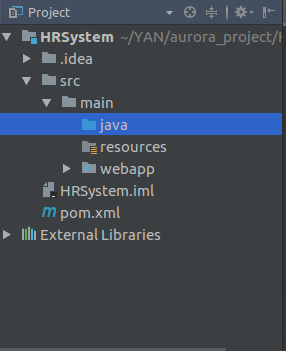 Project
HRSystem ~/YAN/aurora_project/H
.idea
src
main
java
resources
webapp
HRSystem.iml
m pom.xml
External Libraries